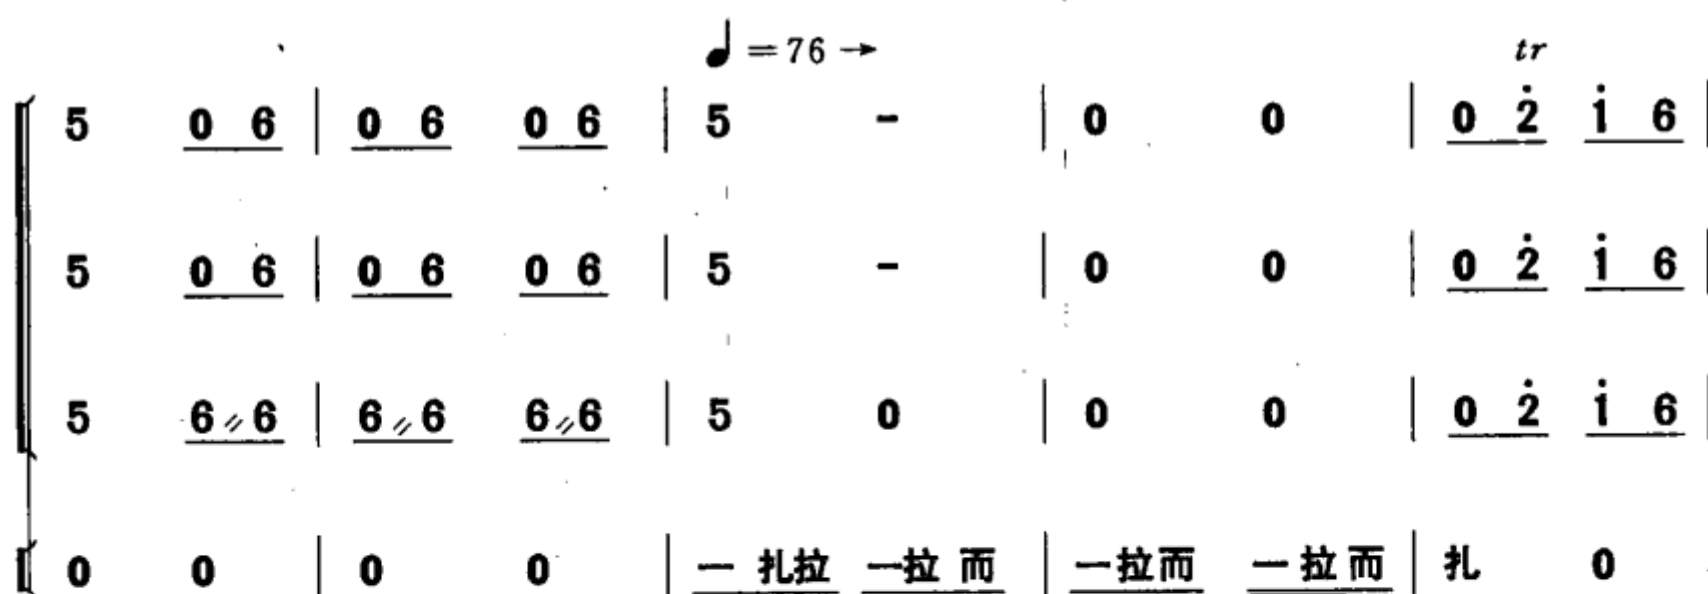 ♩=76→ tr
5 0 6 | 0 6 0 6 | 5 - | 0 0 | 0 2̇ 1̇ 6 |
5 0 6 | 0 6 0 6 | 5 - | 0 0 | 0 2̇ 1̇ 6 |
5 6〃6 | 6〃6 6〃6 | 5 0 | 0 0 | 0 2̇ 1̇ 6 |
0 0 | 0 0 | 一扎拉 一拉而 | 一拉而 一拉而 | 扎 0